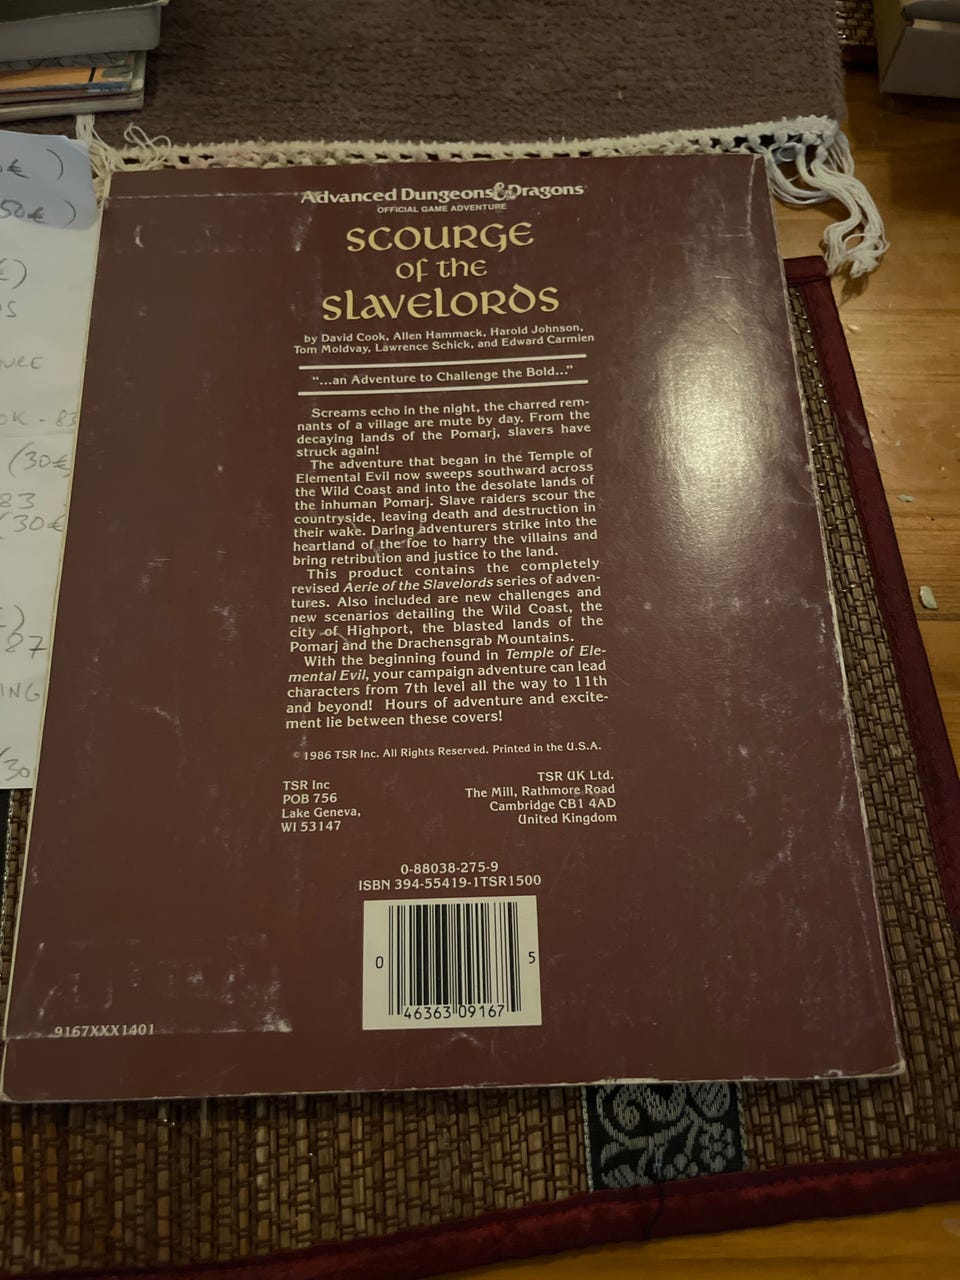 Advanced Dungeons & Dragons
OFFICIAL GAME ADVENTURE
SCOURGE
of the
SLAVELORDS
by David Cook, Allen Hammack, Harold Johnson,
Tom Moldvay, Lawrence Schick, and Edward Carmien
"...an Adventure to Challenge the Bold..."
Screams echo in the night, the charred rem-
nants of a village are mute by day. From the
decaying lands of the Pomarj, slavers have
struck again!
The adventure that began in the Temple of
Elemental Evil now sweeps southward across
the Wild Coast and into the desolate lands of
the inhuman Pomarj. Slave raiders scour the
countryside, leaving death and destruction in
their wake. Daring adventurers strike into the
heartland of the foe to harry the villains and
bring retribution and justice to the land.
This product contains the completely
revised Aerie of the Slavelords series of adven-
tures. Also included are new challenges and
new scenarios detailing the Wild Coast, the
city of Highport, the blasted lands of the
Pomarj and the Drachensgrab Mountains.
With the beginning found in Temple of Ele-
mental Evil, your campaign adventure can lead
characters from 7th level all the way to 11th
and beyond! Hours of adventure and excite-
ment lie between these covers!
© 1986 TSR Inc. All Rights Reserved. Printed in the U.S.A.
TSR Inc
POB 756
Lake Geneva,
WI 53147
TSR UK Ltd.
The Mill, Rathmore Road
Cambridge CB1 4AD
United Kingdom
0-88038-275-9
ISBN 394-55419-1TSR1500
0 46363 09167 5
9167XXX1401
50€ )
- 83
(30€
83
(30€
87
ING
(30